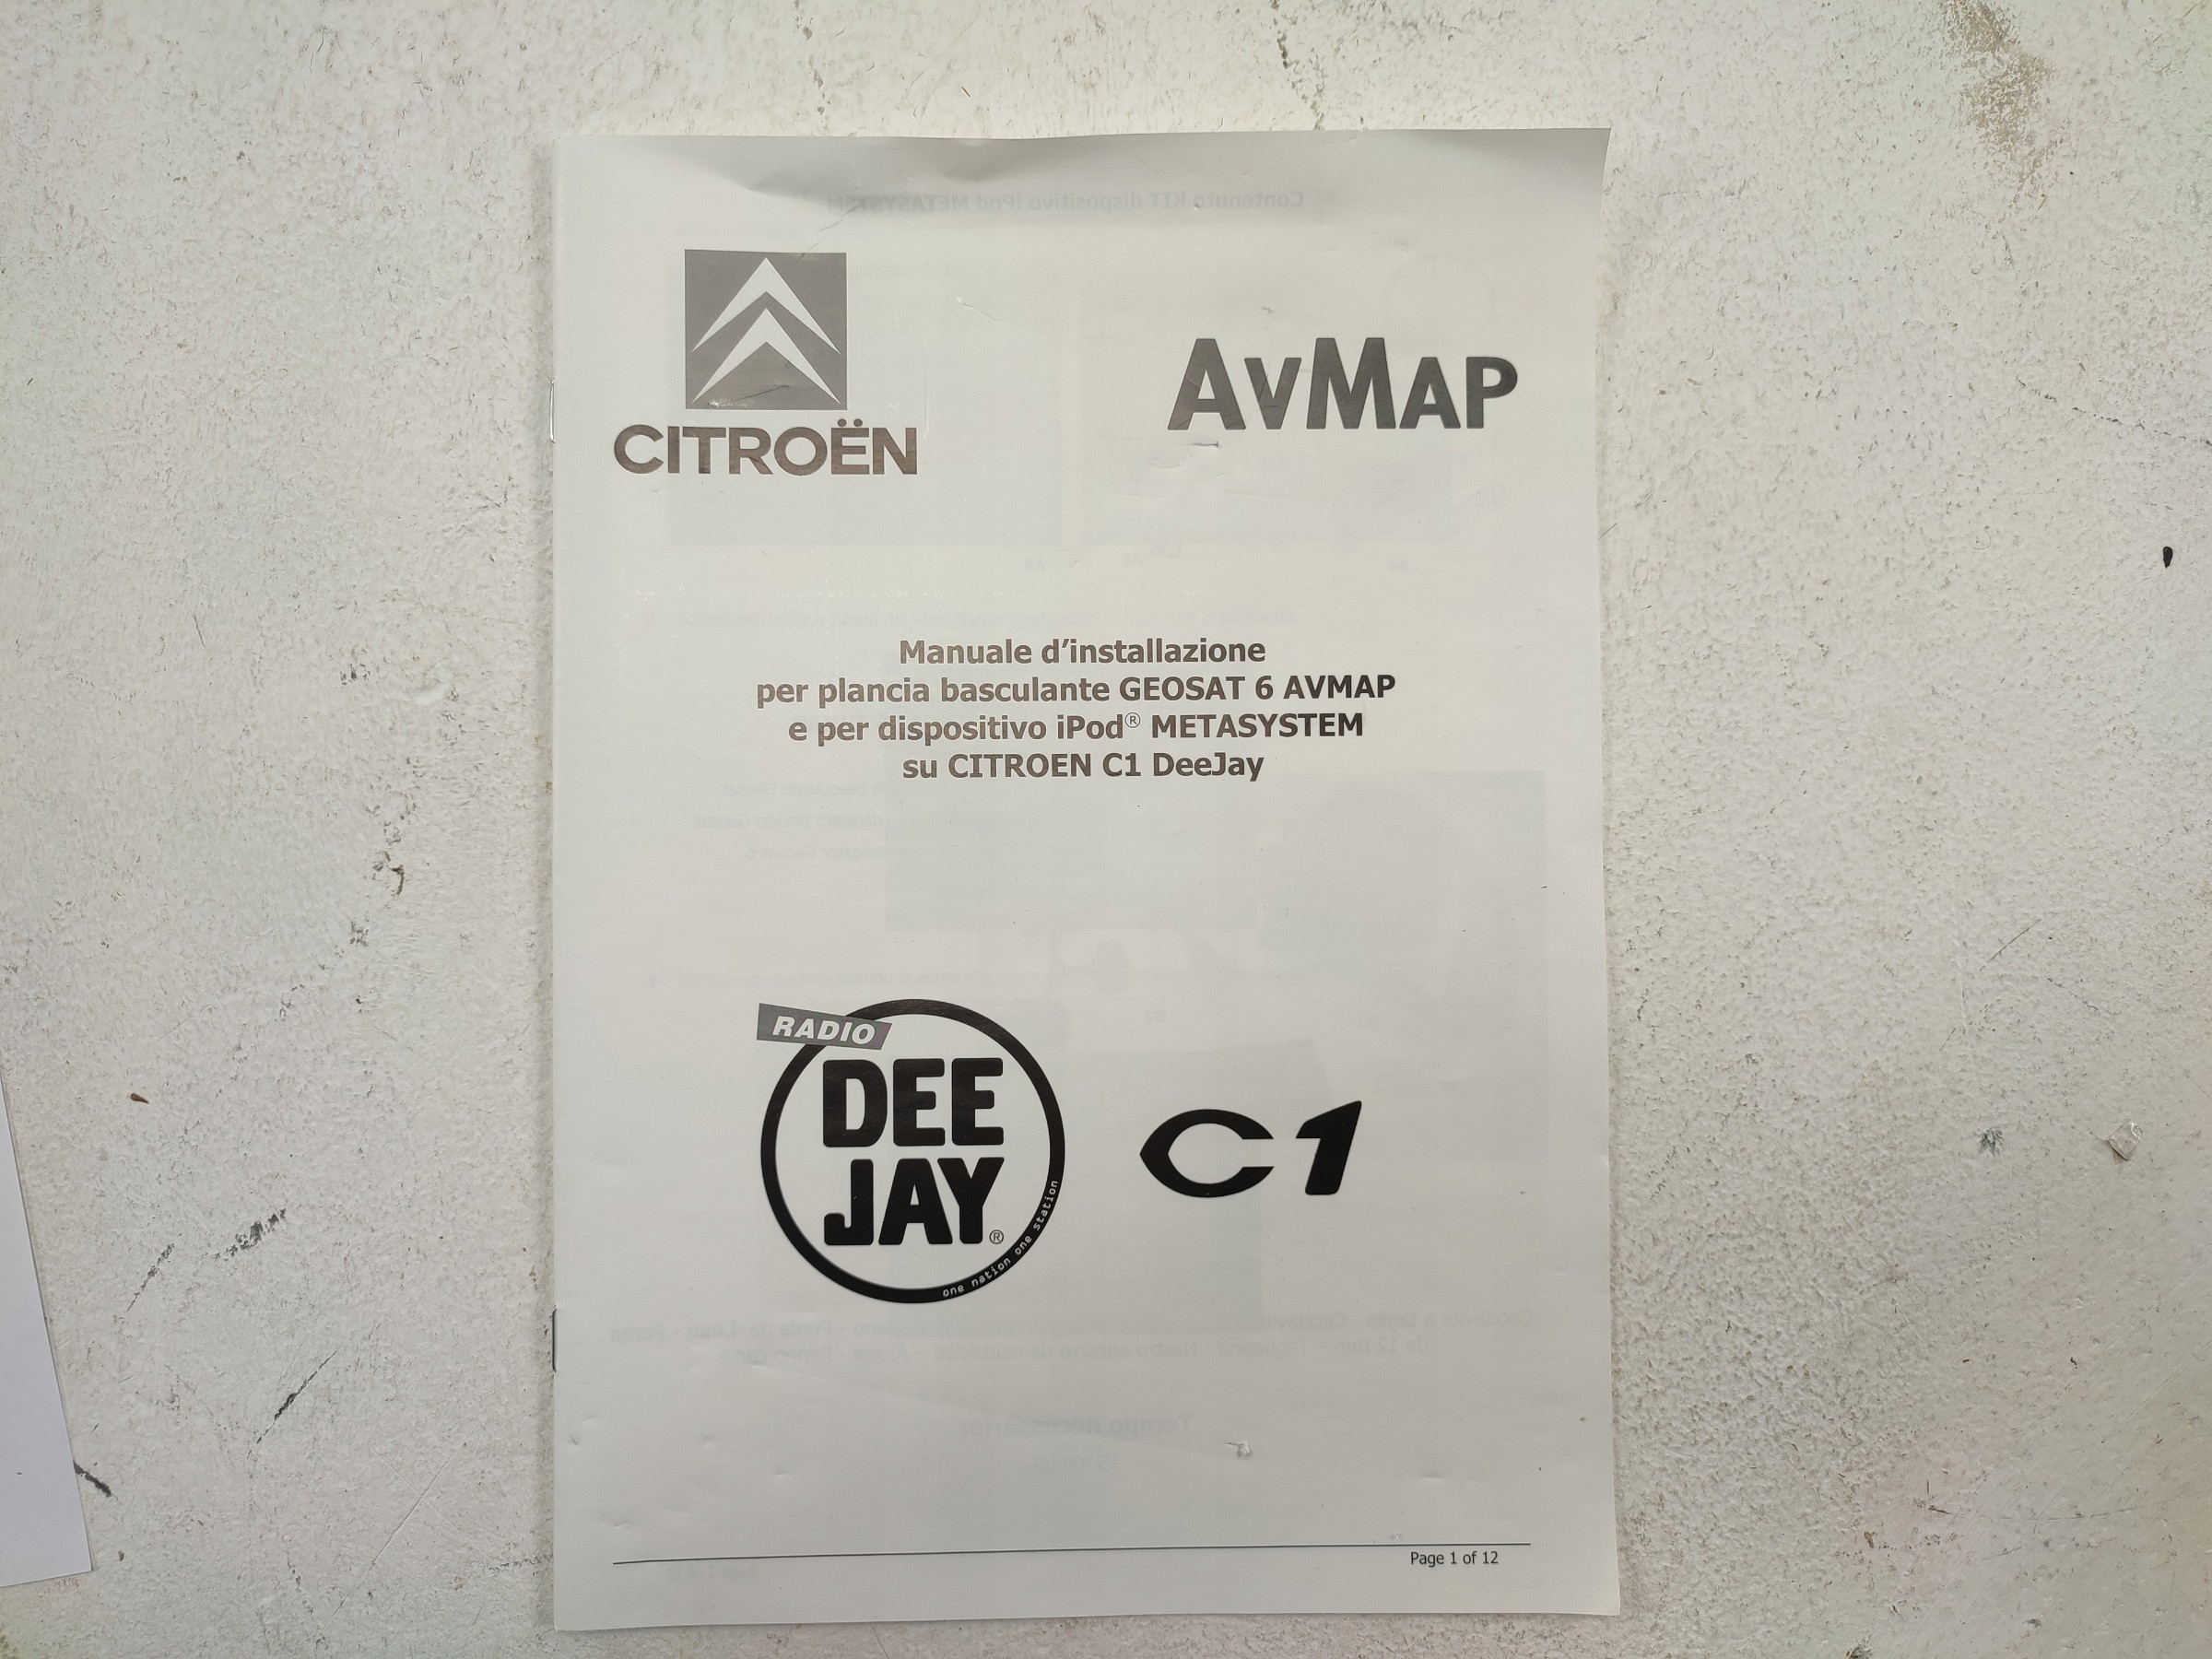 CITROËN
AvMAP
Manuale d'installazione
per plancia basculante GEOSAT 6 AVMAP
e per dispositivo iPod® METASYSTEM
su CITROEN C1 DeeJay
RADIO
DEE
JAY®
one nation one station
C1
Page 1 of 12